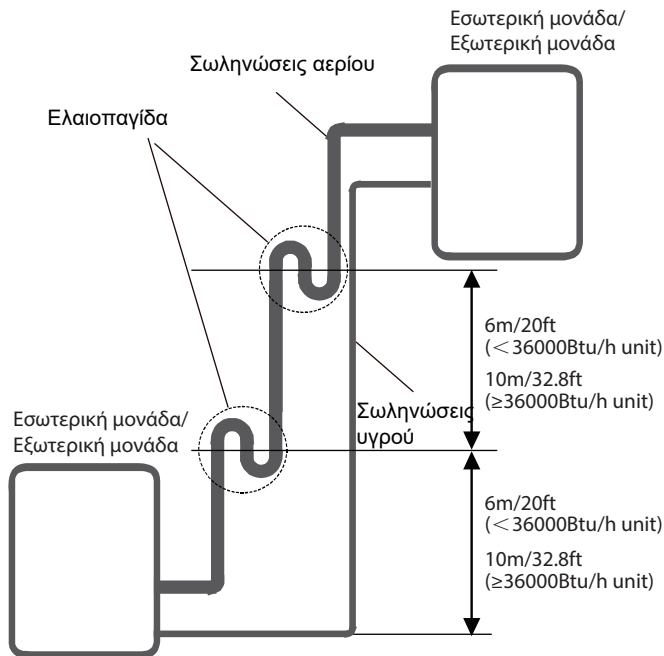 Εσωτερική μονάδα/
Εξωτερική μονάδα
Σωληνώσεις αερίου
Ελαιοπαγίδα
6m/20ft
(＜36000Btu/h unit)
10m/32.8ft
(≥36000Btu/h unit)
Σωληνώσεις
υγρού
Εσωτερική μονάδα/
Εξωτερική μονάδα
6m/20ft
(＜36000Btu/h unit)
10m/32.8ft
(≥36000Btu/h unit)